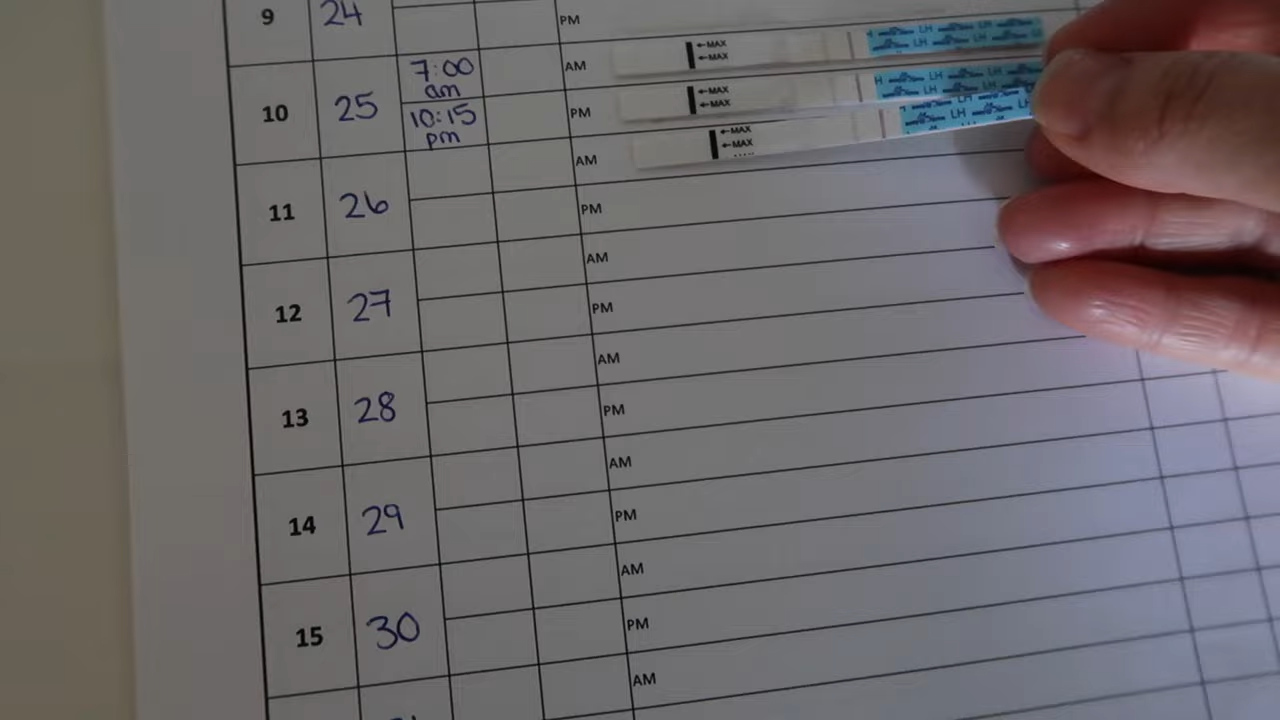 9 24 PM
AM ←MAX LH
←MAX
10 25 7:00 am
10:15 pm PM ←MAX LH
←MAX LH
AM ←MAX LH
←MAX
11 26 PM
AM
12 27 PM
AM
13 28 PM
AM
14 29 PM
AM
15 30 PM
AM